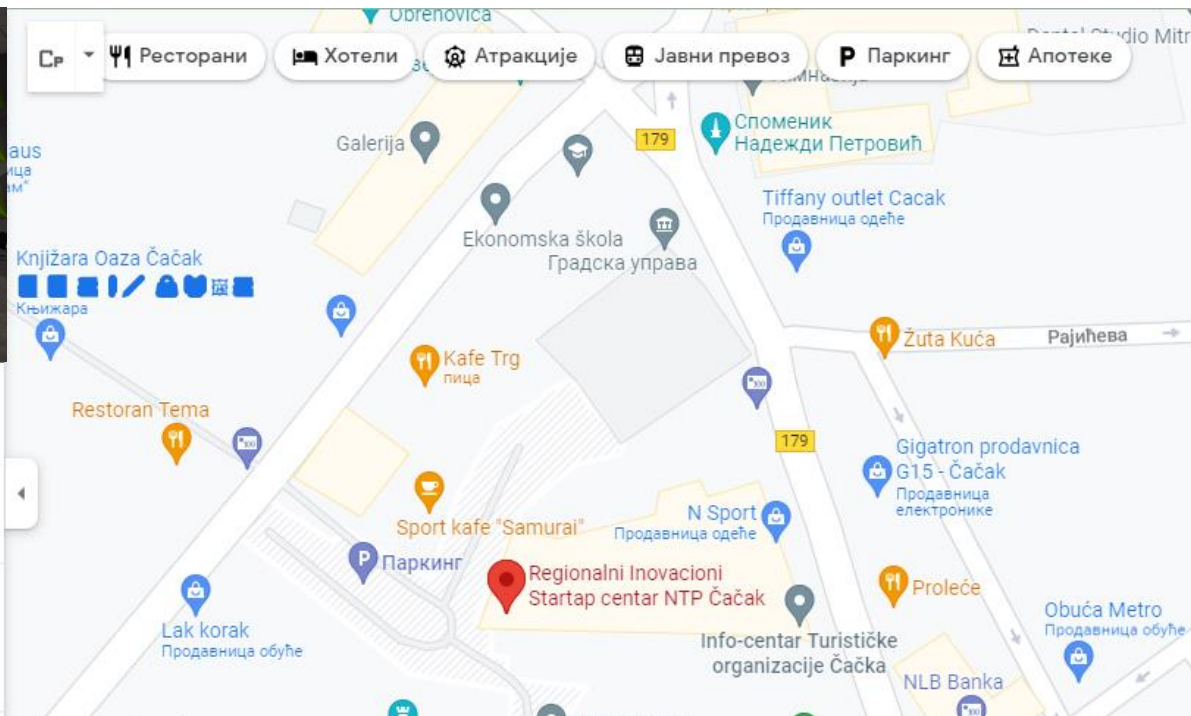 Obrenovića
Ср
Ресторани
Хотели
Атракције
Јавни превоз
Паркинг
Апотеке
Galerija
179
Споменик
Надежди Петровић
aus
Tiffany outlet Cacak
Продавница одеће
Ekonomska škola
Градска управа
Knjižara Oaza Čačak
Књижара
Žuta Kuća
Рајићева
Kafe Trg
пица
Restoran Tema
179
Gigatron prodavnica
G15 - Čačak
Продавница
електронике
N Sport
Продавница одеће
Sport kafe "Samurai"
Паркинг
Regionalni Inovacioni
Startap centar NTP Čačak
Proleće
Lak korak
Продавница обуће
Info-centar Turističke
organizacije Čačka
Obuća Metro
Продавница обуће
NLB Banka